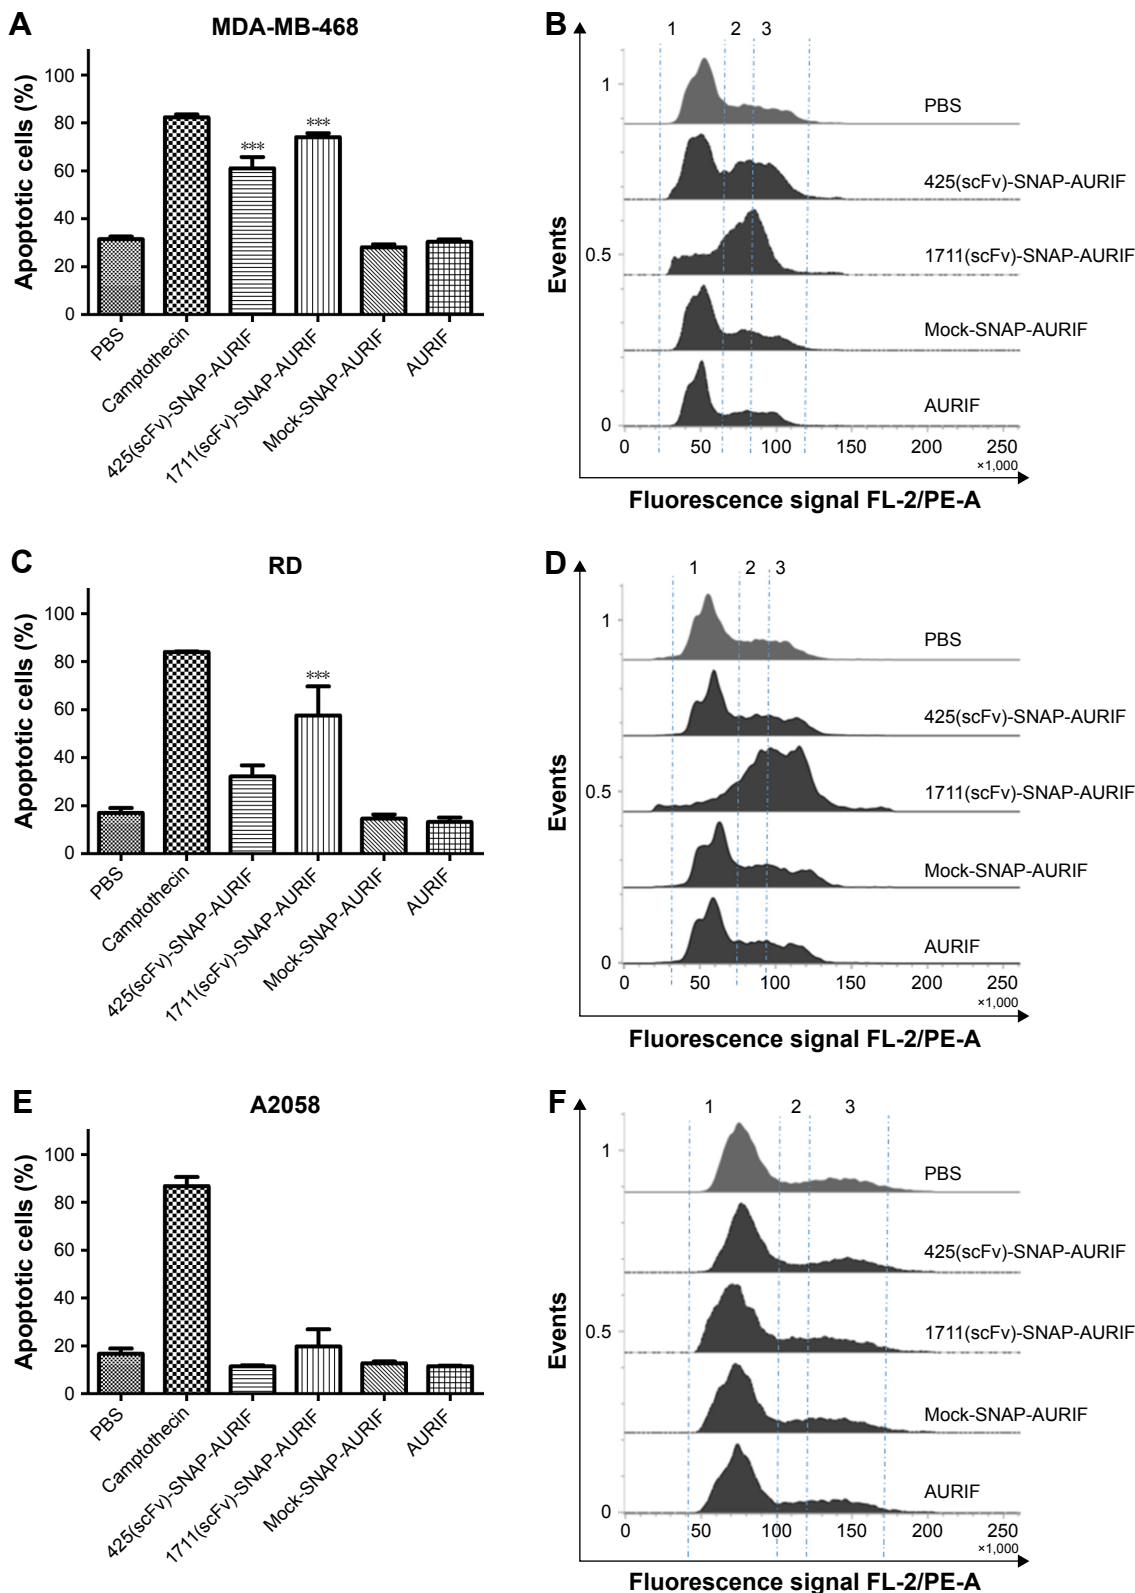 A
MDA-MB-468
Apoptotic cells (%)
100
80
60
40
20
0
***
***
PBS
Camptothecin
425(scFv)-SNAP-AURIF
1711(scFv)-SNAP-AURIF
Mock-SNAP-AURIF
AURIF
B
1 2 3
Events
1
0.5
0
PBS
425(scFv)-SNAP-AURIF
1711(scFv)-SNAP-AURIF
Mock-SNAP-AURIF
AURIF
0 50 100 150 200 250
×1,000
Fluorescence signal FL-2/PE-A
C
RD
Apoptotic cells (%)
100
80
60
40
20
0
***
PBS
Camptothecin
425(scFv)-SNAP-AURIF
1711(scFv)-SNAP-AURIF
Mock-SNAP-AURIF
AURIF
D
1 2 3
Events
1
0.5
0
PBS
425(scFv)-SNAP-AURIF
1711(scFv)-SNAP-AURIF
Mock-SNAP-AURIF
AURIF
0 50 100 150 200 250
×1,000
Fluorescence signal FL-2/PE-A
E
A2058
Apoptotic cells (%)
100
80
60
40
20
0
PBS
Camptothecin
425(scFv)-SNAP-AURIF
1711(scFv)-SNAP-AURIF
Mock-SNAP-AURIF
AURIF
F
1 2 3
Events
1
0.5
0
PBS
425(scFv)-SNAP-AURIF
1711(scFv)-SNAP-AURIF
Mock-SNAP-AURIF
AURIF
0 50 100 150 200 250
×1,000
Fluorescence signal FL-2/PE-A